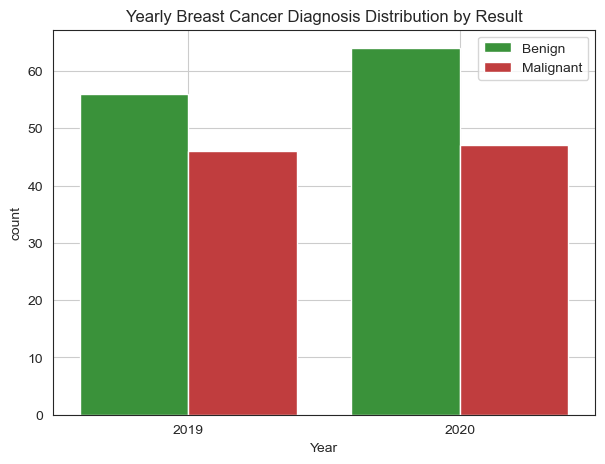 Yearly Breast Cancer Diagnosis Distribution by Result
Benign
Malignant
60
50
40
30
20
10
0
count
2019
2020
Year